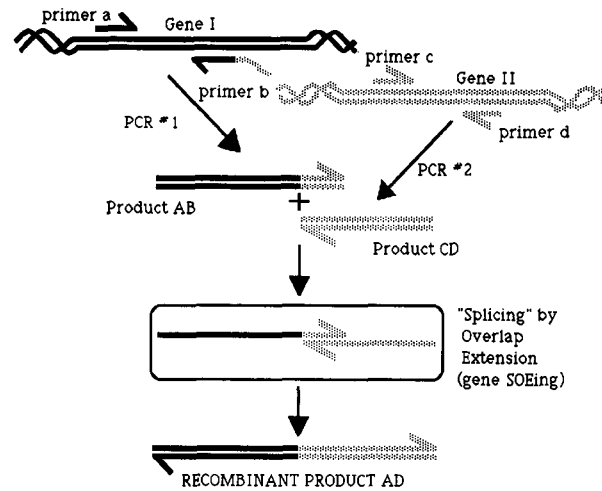 primer a
Gene I
primer c
Gene II
primer b
primer d
PCR #1
PCR #2
Product AB
+
Product CD
"Splicing" by
Overlap
Extension
(gene SOEing)
RECOMBINANT PRODUCT AD